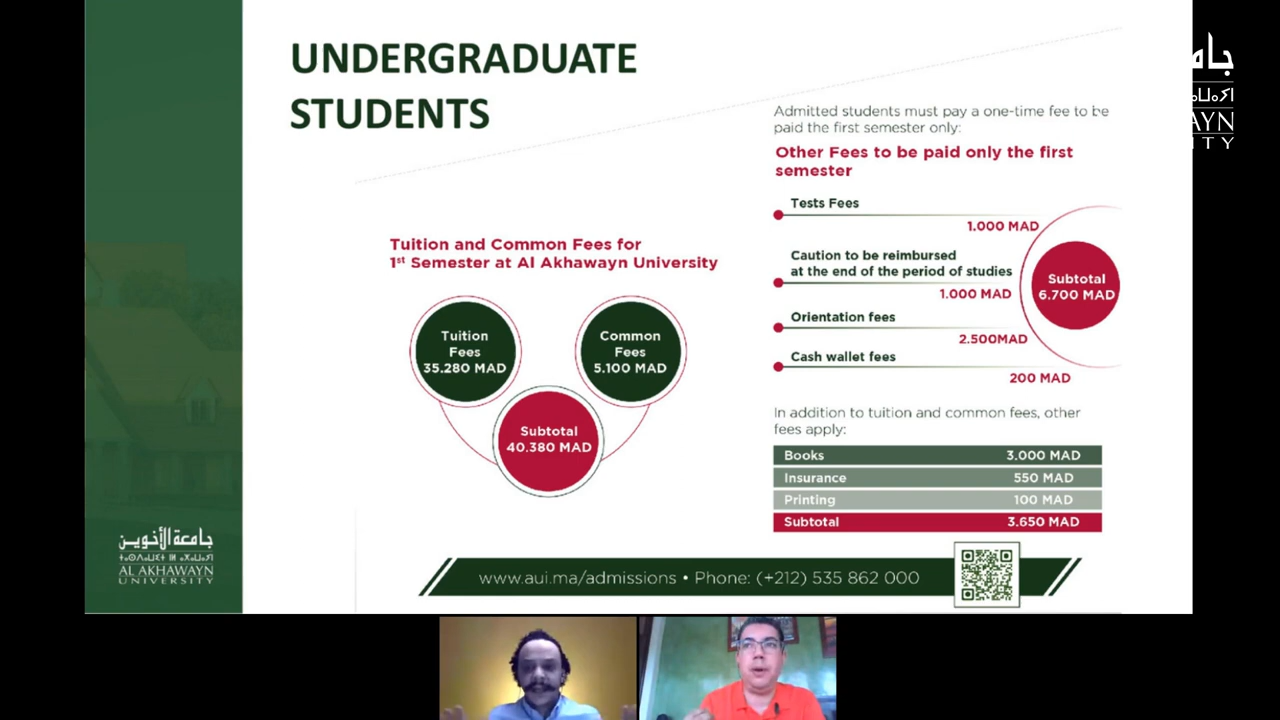 UNDERGRADUATE
STUDENTS
Tuition and Common Fees for
1st Semester at Al Akhawayn University
Tuition
Fees
35.280 MAD
Common
Fees
5.100 MAD
Subtotal
40.380 MAD
Admitted students must pay a one-time fee to be
paid the first semester only:
Other Fees to be paid only the first
semester
Tests Fees
1.000 MAD
Caution to be reimbursed
at the end of the period of studies
1.000 MAD
Orientation fees
2.500MAD
Cash wallet fees
200 MAD
Subtotal
6.700 MAD
In addition to tuition and common fees, other
fees apply:
Books 3.000 MAD
Insurance 550 MAD
Printing 100 MAD
Subtotal 3.650 MAD
www.aui.ma/admissions • Phone: (+212) 535 862 000
جامعة الأخوين
AL AKHAWAYN
UNIVERSITY
جام
AYN
ITY